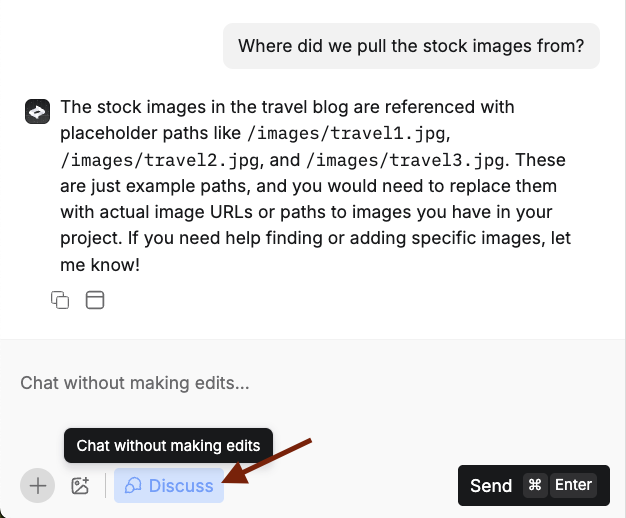 Where did we pull the stock images from?
The stock images in the travel blog are referenced with
placeholder paths like /images/travel1.jpg,
/images/travel2.jpg, and /images/travel3.jpg. These
are just example paths, and you would need to replace them
with actual image URLs or paths to images you have in your
project. If you need help finding or adding specific images, let
me know!
Chat without making edits...
Chat without making edits
Discuss
Send ⌘ Enter